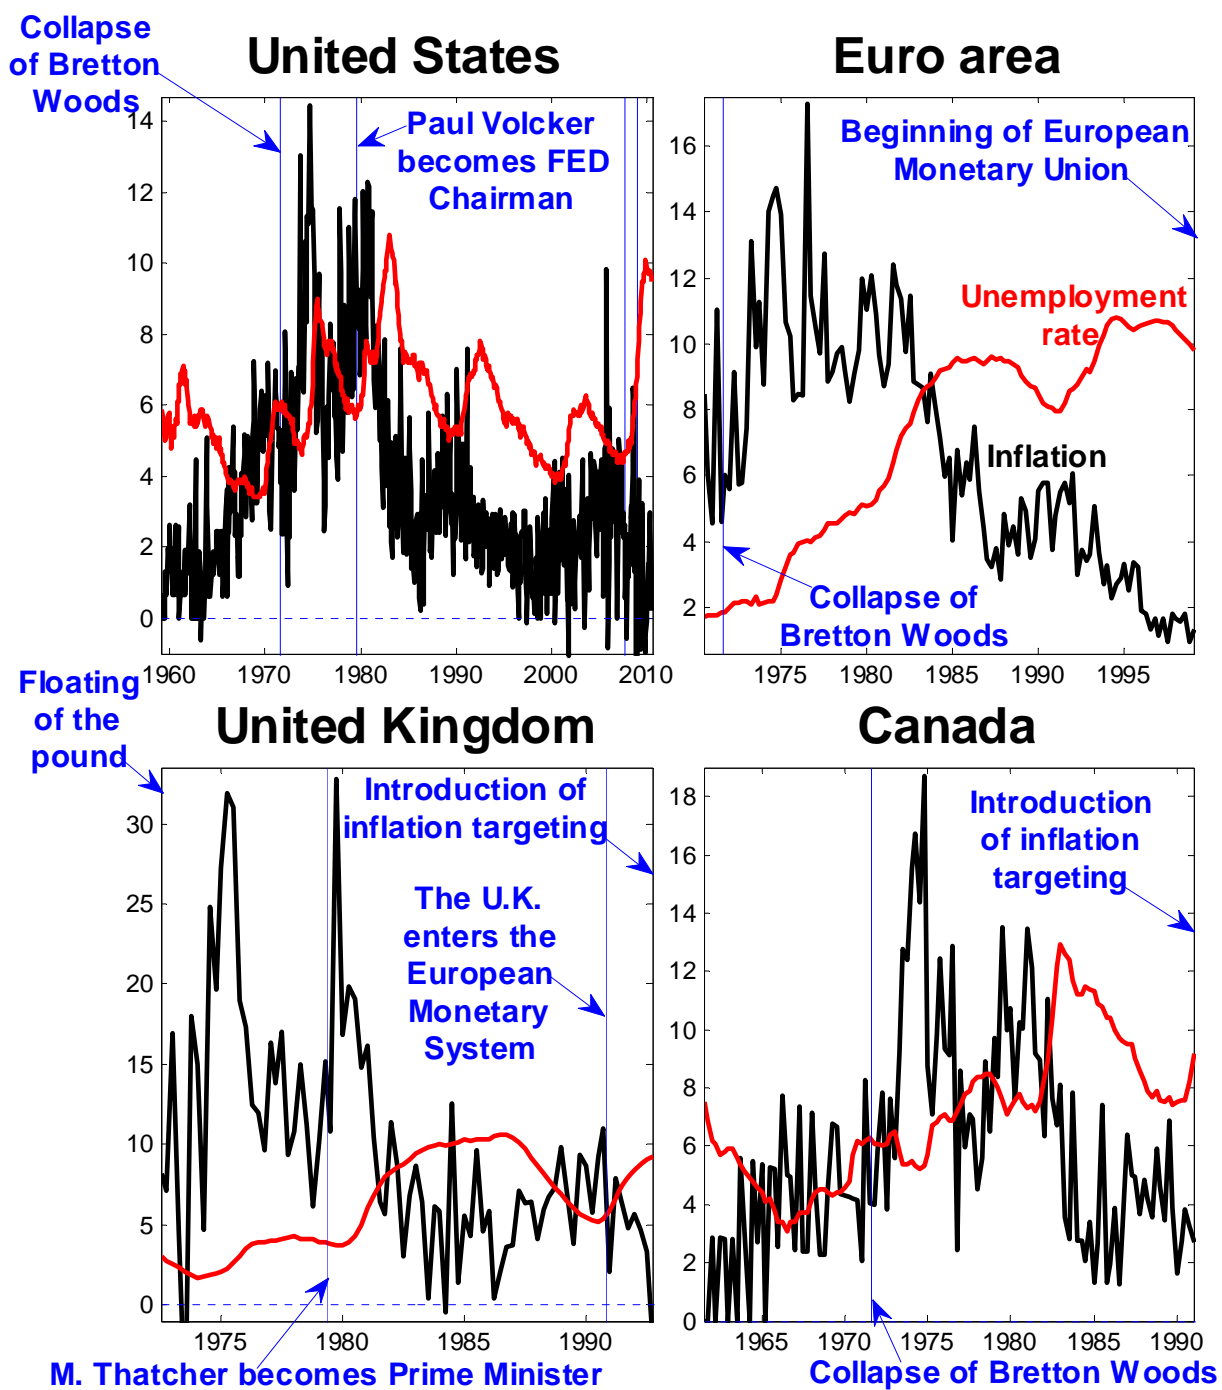 Collapse
of Bretton
Woods
United States
Paul Volcker
becomes FED
Chairman
14
12
10
8
6
4
2
0
1960 1970 1980 1990 2000 2010
Euro area
Beginning of European
Monetary Union
Unemployment
rate
Inflation
Collapse of
Bretton Woods
16
14
12
10
8
6
4
2
1975 1980 1985 1990 1995
Floating
of the
pound
United Kingdom
Introduction of
inflation targeting
The U.K.
enters the
European
Monetary
System
30
25
20
15
10
5
0
1975 1980 1985 1990
M. Thatcher becomes Prime Minister
Canada
Introduction
of inflation
targeting
18
16
14
12
10
8
6
4
2
0
1965 1970 1975 1980 1985 1990
Collapse of Bretton Woods